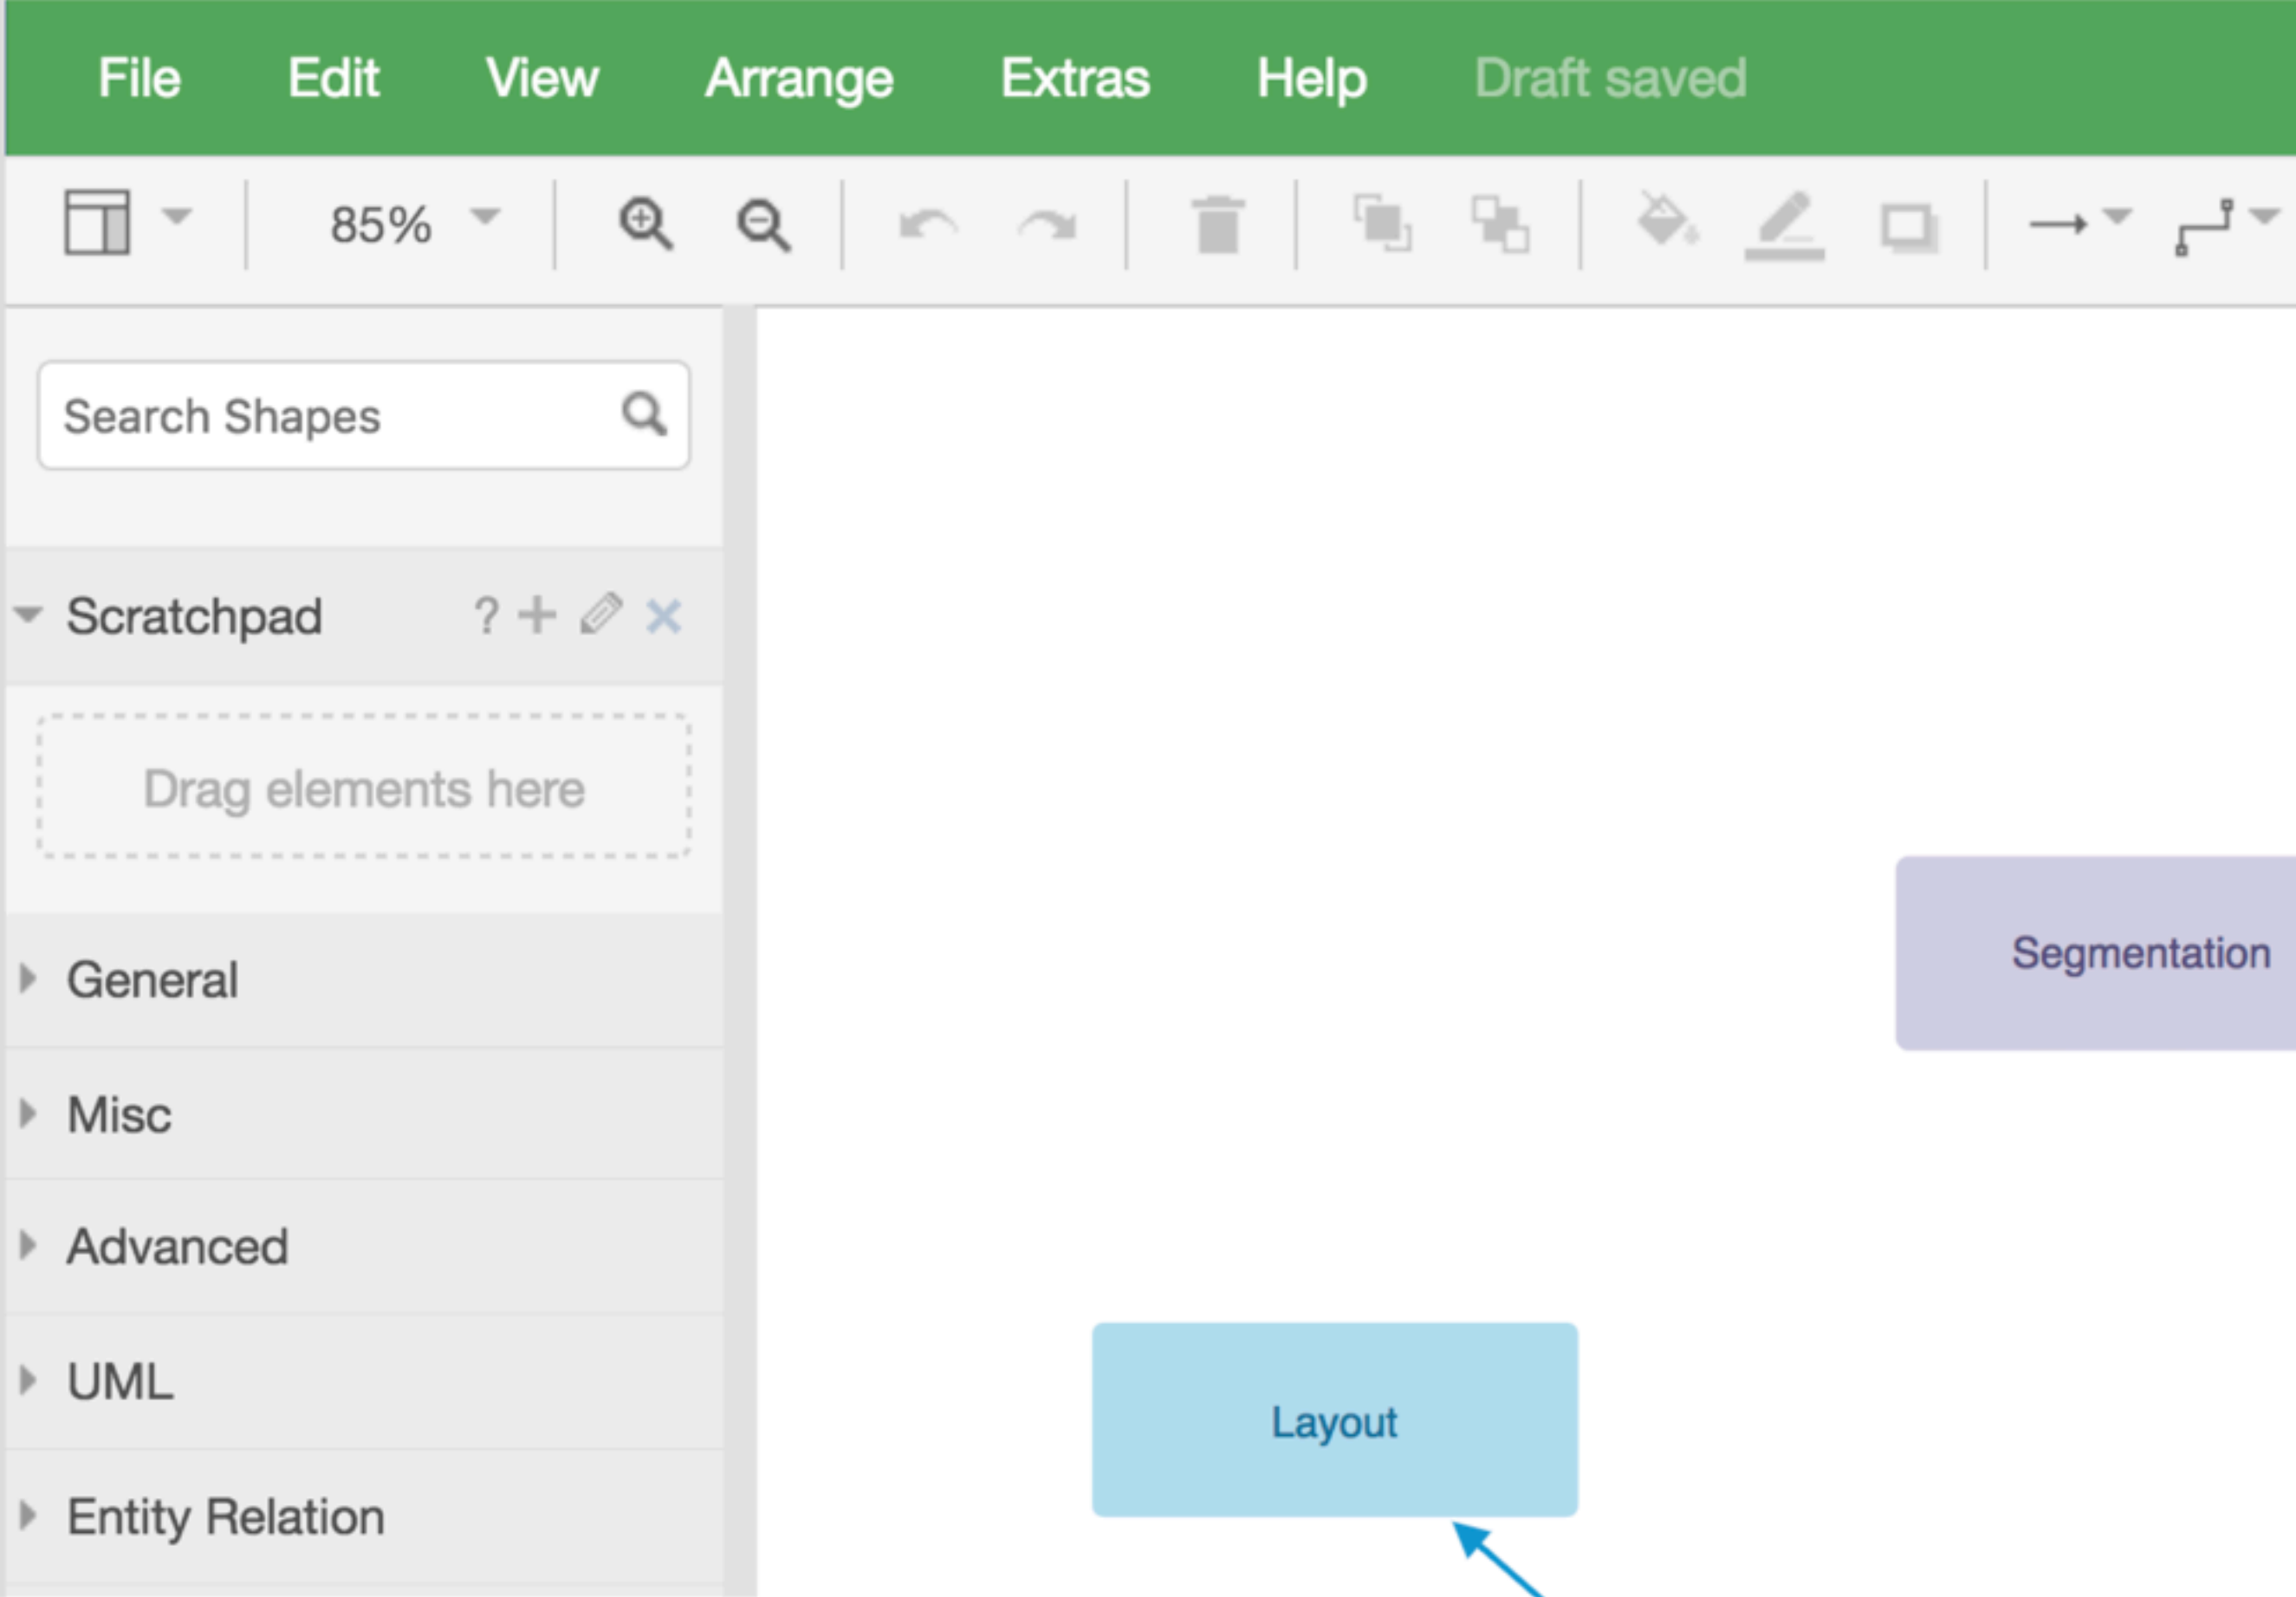 File Edit View Arrange Extras Help Draft saved
85%
Search Shapes
Scratchpad ?
Drag elements here
General
Segmentation
Misc
Advanced
UML
Layout
Entity Relation